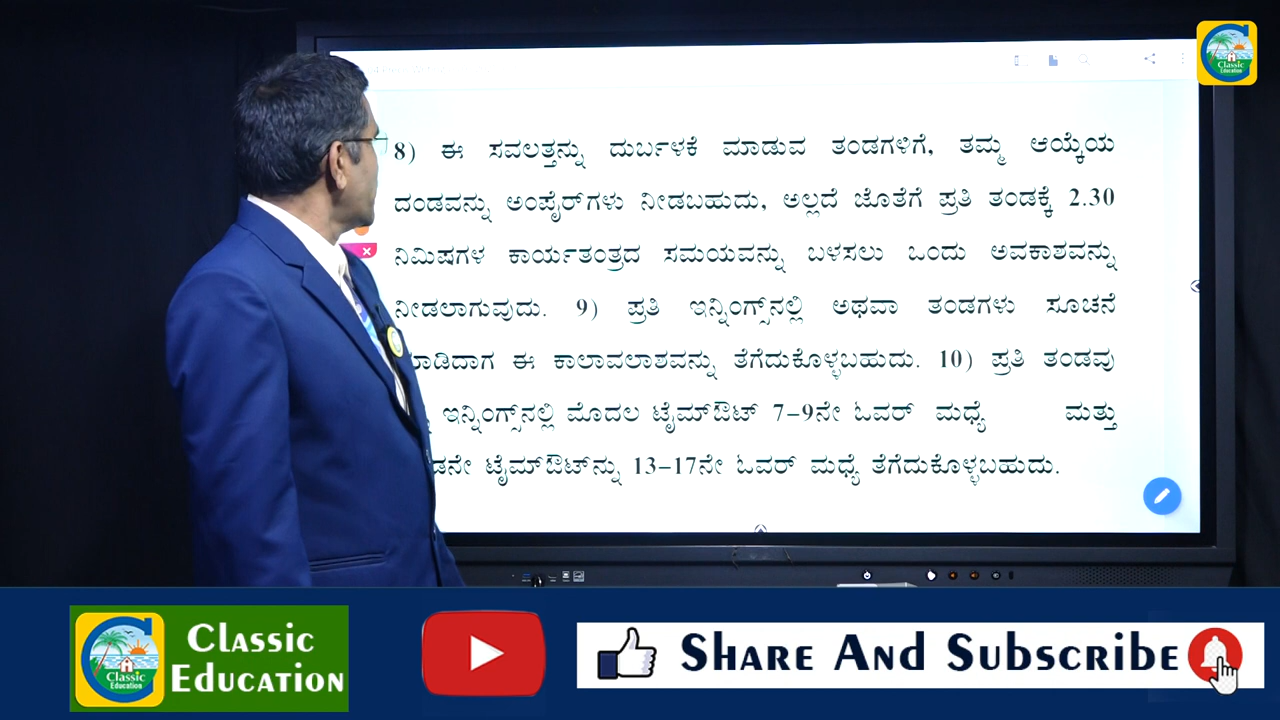 Classic
Education
8) ಈ ಸವಲತ್ತನ್ನು ದುರ್ಬಳಕೆ ಮಾಡುವ ತಂಡಗಳಿಗೆ, ತಮ್ಮ ಆಯ್ಕೆಯ
ದಂಡವನ್ನು ಅಂಪೈರ್‌ಗಳು ನೀಡಬಹುದು, ಅಲ್ಲದೆ ಜೊತೆಗೆ ಪ್ರತಿ ತಂಡಕ್ಕೆ 2.30
ನಿಮಿಷಗಳ ಕಾರ್ಯತಂತ್ರದ ಸಮಯವನ್ನು ಬಳಸಲು ಒಂದು ಅವಕಾಶವನ್ನು
ನೀಡಲಾಗುವುದು. 9) ಪ್ರತಿ ಇನ್ನಿಂಗ್ಸ್‌ನಲ್ಲಿ ಅಥವಾ ತಂಡಗಳು ಸೂಚನೆ
ಈ ಕಾಲಾವಲಾಶವನ್ನು ತೆಗೆದುಕೊಳ್ಳಬಹುದು. 10) ಪ್ರತಿ ತಂಡವು
ಇನ್ನಿಂಗ್ಸ್‌ನಲ್ಲಿ ಮೊದಲ ಟೈಮ್‌ಔಟ್ 7–9ನೇ ಓವರ್ ಮಧ್ಯೆ ಮತ್ತು
ಟೈಮ್‌ಔಟ್‌ನ್ನು 13–17ನೇ ಓವರ್ ಮಧ್ಯೆ ತೆಗೆದುಕೊಳ್ಳಬಹುದು.
Classic
Education
Classic
Education
Share And Subscribe